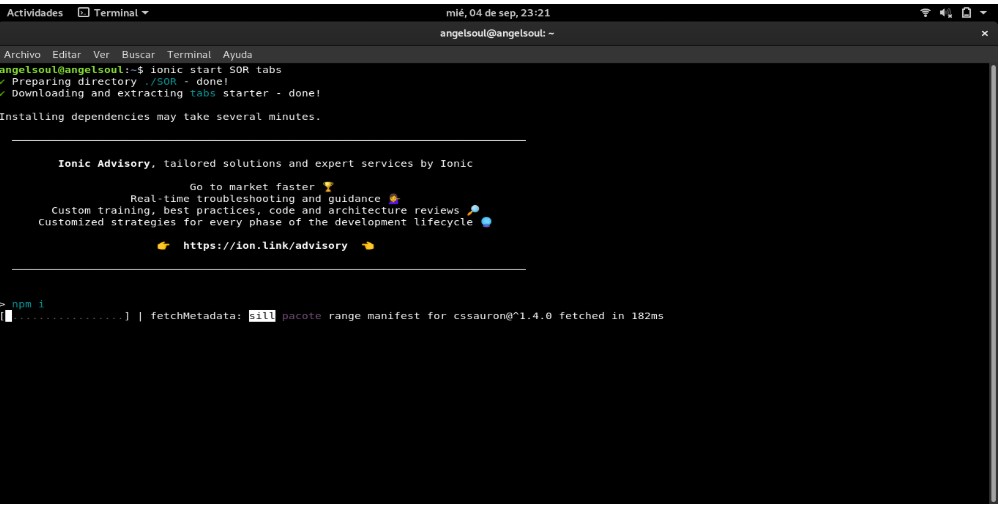 Actividades Terminal mié, 04 de sep, 23:21
angelsoul@angelsoul: ~ ×
Archivo Editar Ver Buscar Terminal Ayuda
angelsoul@angelsoul:~$ ionic start SOR tabs
✔ Preparing directory ./SOR - done!
✔ Downloading and extracting tabs starter - done!
Installing dependencies may take several minutes.
Ionic Advisory, tailored solutions and expert services by Ionic
Go to market faster 🏆
Real-time troubleshooting and guidance 💁
Custom training, best practices, code and architecture reviews 🔎
Customized strategies for every phase of the development lifecycle 🔮
👉 https://ion.link/advisory 👈
> npm i
[ .................] | fetchMetadata: sill pacote range manifest for cssauron@^1.4.0 fetched in 182ms